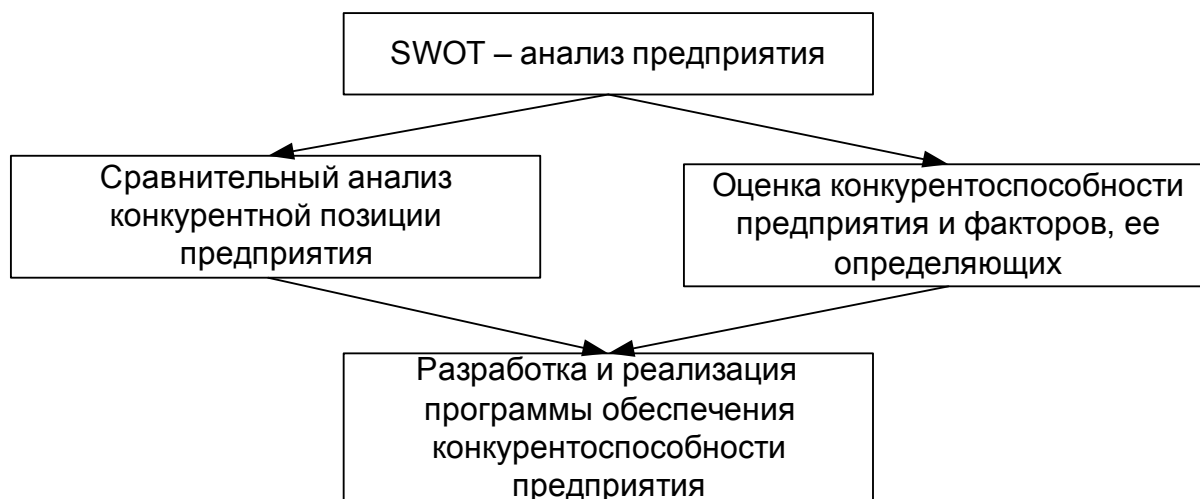 SWOT – анализ предприятия
Сравнительный анализ
конкурентной позиции
предприятия
Оценка конкурентоспособности
предприятия и факторов, ее
определяющих
Разработка и реализация
программы обеспечения
конкурентоспособности
предприятия